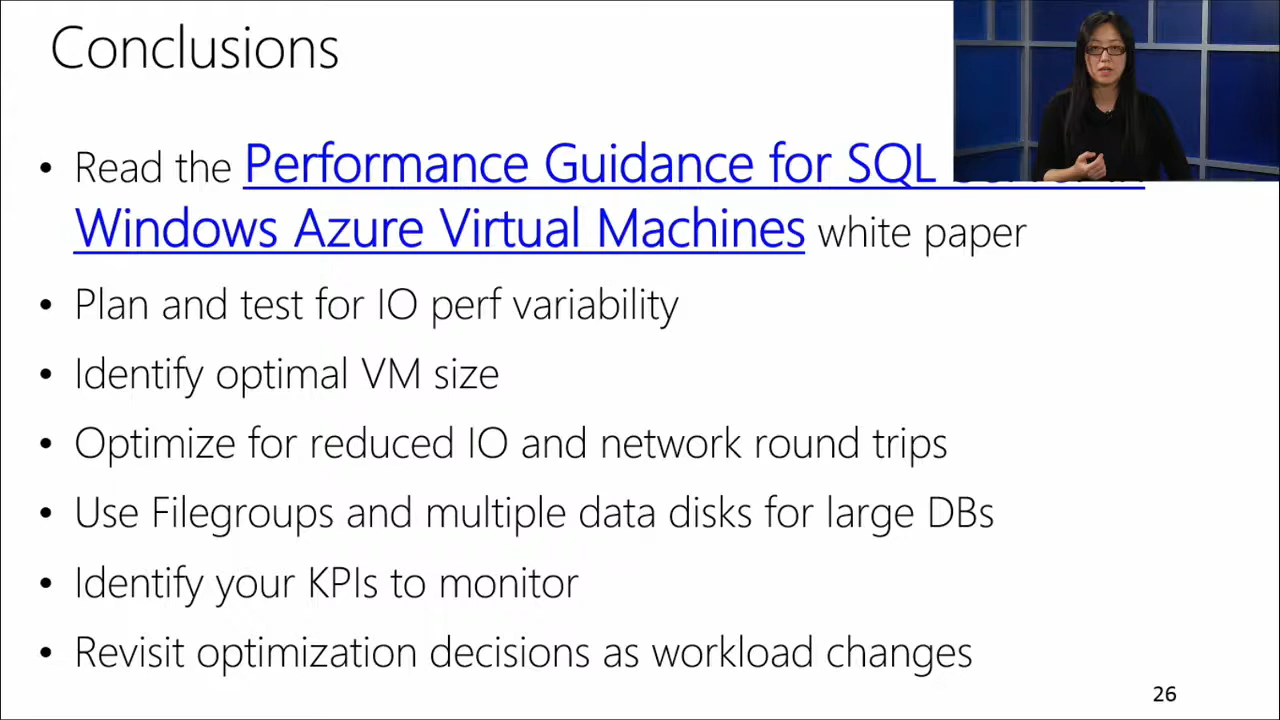 Conclusions
• Read the Performance Guidance for SQL
Windows Azure Virtual Machines white paper
• Plan and test for IO perf variability
• Identify optimal VM size
• Optimize for reduced IO and network round trips
• Use Filegroups and multiple data disks for large DBs
• Identify your KPIs to monitor
• Revisit optimization decisions as workload changes
26